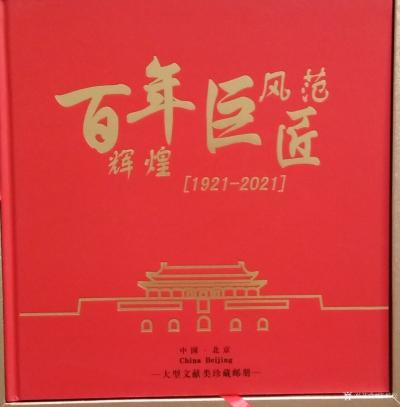 百年辉煌
巨匠风范
[1921-2021]
中国·北京
China Beijing
—大型文献类珍藏邮册—